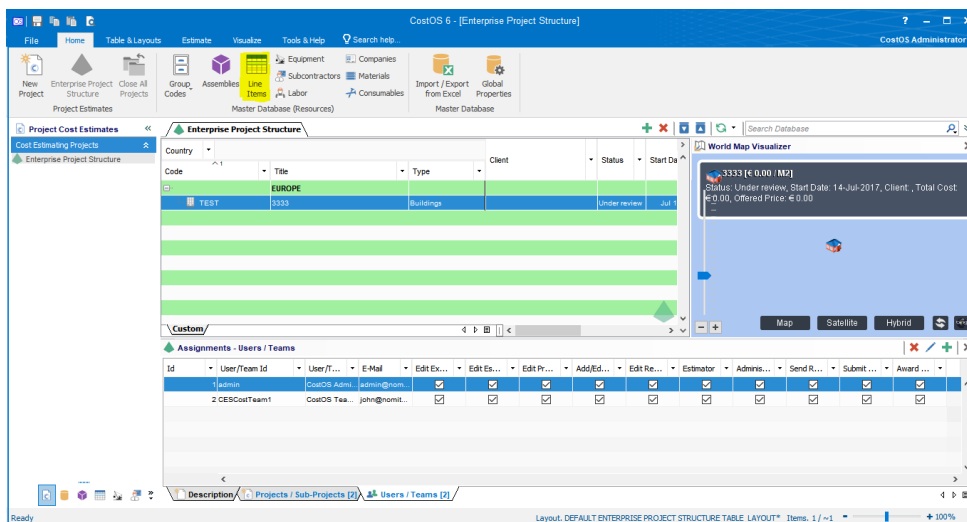 CostOS 6 - [Enterprise Project Structure]
File Home Table & Layouts Estimate Visualize Tools & Help Search help... CostOS Administrator
New Project
Enterprise Project Structure
Close All Projects
Group Codes
Assemblies
Line Items
Equipment
Subcontractors
Labor
Companies
Materials
Consumables
Import / Export from Excel
Global Properties
Project Estimates Master Database (Resources) Master Database
Project Cost Estimates
Cost Estimating Projects
Enterprise Project Structure
Enterprise Project Structure
Search Database
Country
Code 1 Title Type Client Status Start Da
EUROPE
TEST 3333 Buildings Under review Jul 1
Custom
World Map Visualizer
3333 [€ 0.00 / M2]
Status: Under review, Start Date: 14-Jul-2017, Client: , Total Cost:
€ 0.00, Offered Price: € 0.00
Map Satellite Hybrid
Assignments - Users / Teams
Id User/Team Id User/T... E-Mail Edit Ex... Edit Es... Edit Pr... Add/Ed... Edit Re... Estimator Adminis... Send R... Submit ... Award ...
1 admin CostOS Admi... admin@nom...
2 CESCostTeam1 CostOS Tea... john@nomit...
Description Projects / Sub-Projects [2] Users / Teams [2]
Ready Layout. DEFAULT ENTERPRISE PROJECT STRUCTURE TABLE LAYOUT* Items. 1 / ~1 - + 100%